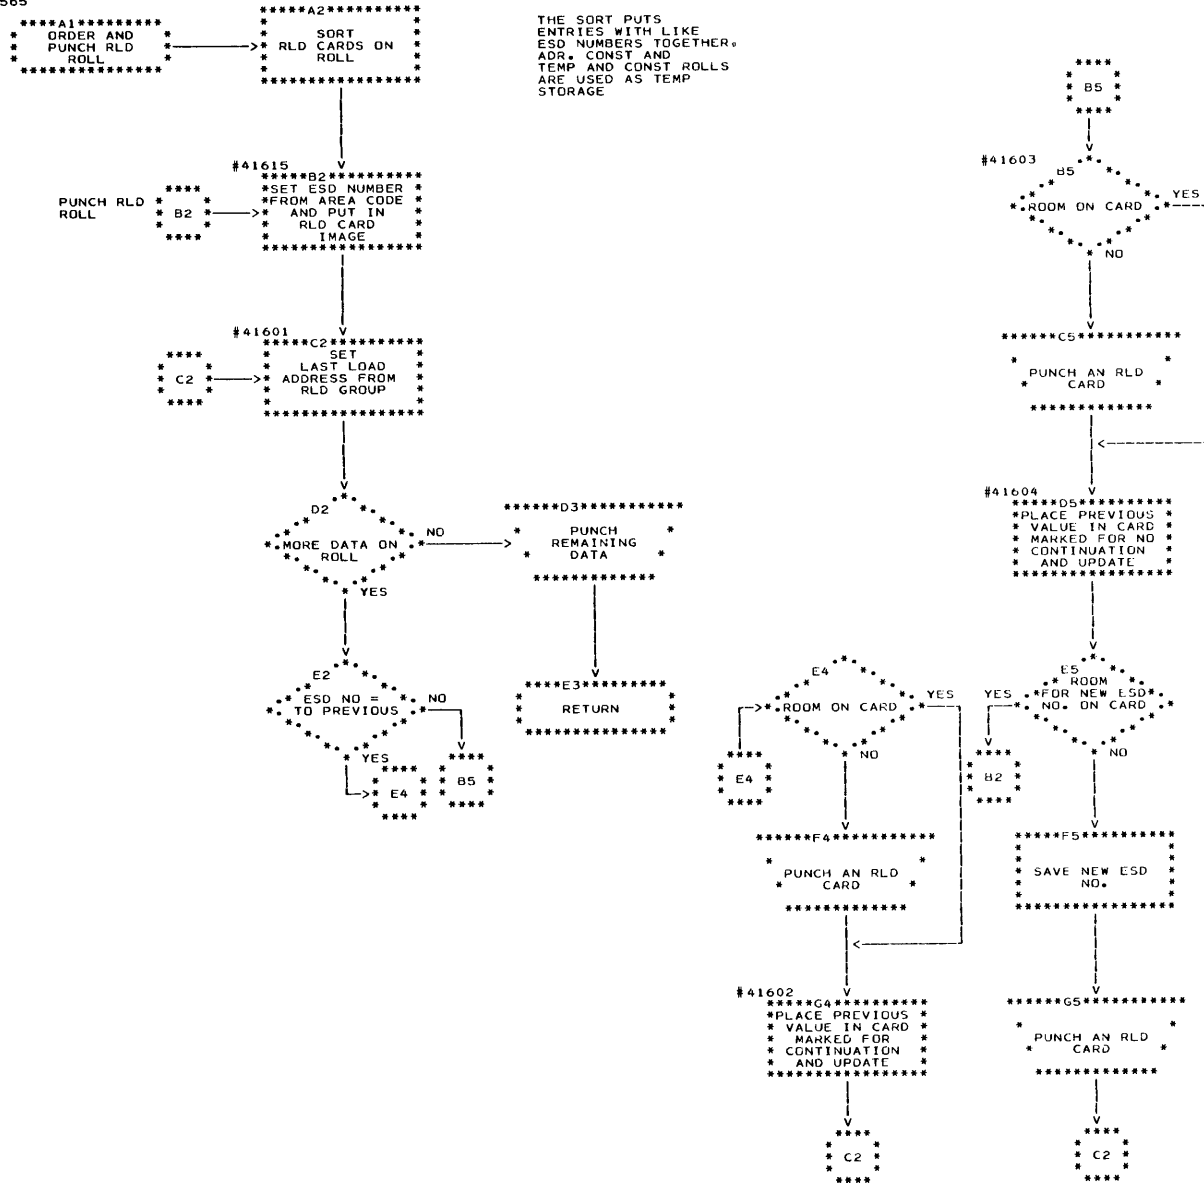 565
A1
ORDER AND
PUNCH RLD
ROLL
A2
SORT
RLD CARDS ON
ROLL
THE SORT PUTS
ENTRIES WITH LIKE
ESD NUMBERS TOGETHER.
ADR. CONST AND
TEMP AND CONST ROLLS
ARE USED AS TEMP
STORAGE
PUNCH RLD
ROLL
B2
#41615
B2
SET ESD NUMBER
FROM AREA CODE
AND PUT IN
RLD CARD
IMAGE
C2
#41601
C2
SET
LAST LOAD
ADDRESS FROM
RLD GROUP
D2
MORE DATA ON
ROLL
NO
YES
D3
PUNCH
REMAINING
DATA
E2
ESD NO =
TO PREVIOUS
NO
YES
E4
B5
E3
RETURN
E4
ROOM ON CARD
YES
NO
E4
F4
PUNCH AN RLD
CARD
#41602
G4
PLACE PREVIOUS
VALUE IN CARD
MARKED FOR
CONTINUATION
AND UPDATE
C2
B5
#41603
B5
ROOM ON CARD
YES
NO
C5
PUNCH AN RLD
CARD
#41604
D5
PLACE PREVIOUS
VALUE IN CARD
MARKED FOR NO
CONTINUATION
AND UPDATE
E5
ROOM
FOR NEW ESD
NO. ON CARD
YES
NO
B2
F5
SAVE NEW ESD
NO.
G5
PUNCH AN RLD
CARD
C2